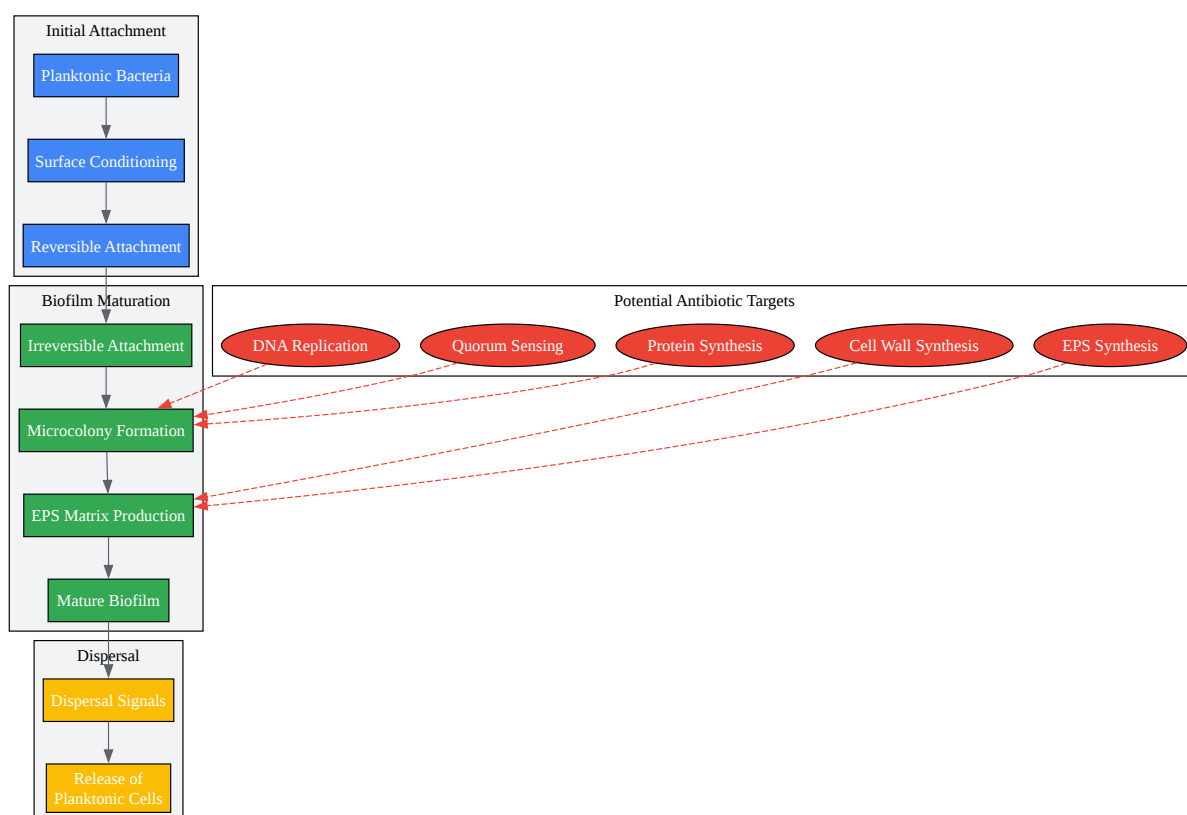 Initial Attachment
Planktonic Bacteria
Surface Conditioning
Reversible Attachment
Biofilm Maturation
Irreversible Attachment
Microcolony Formation
EPS Matrix Production
Mature Biofilm
Potential Antibiotic Targets
DNA Replication
Quorum Sensing
Protein Synthesis
Cell Wall Synthesis
EPS Synthesis
Dispersal
Dispersal Signals
Release of
Planktonic Cells